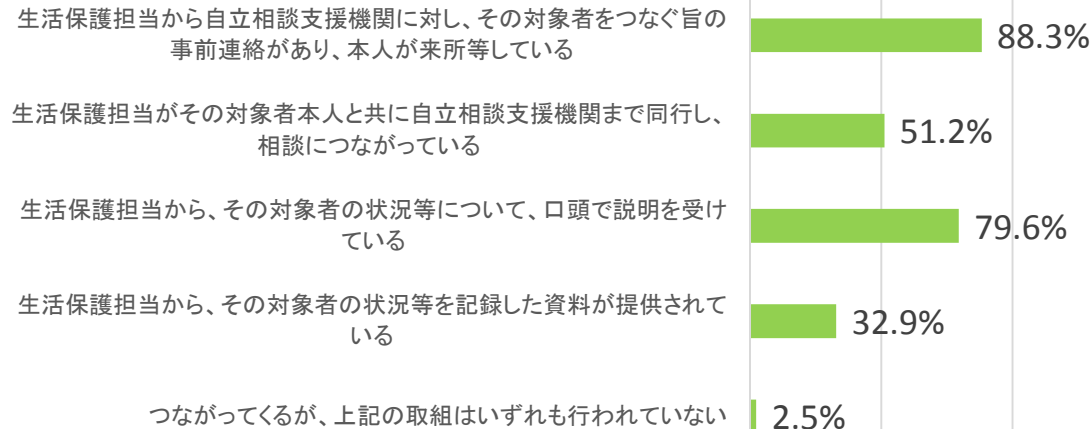 生活保護担当から自立相談支援機関に対し、その対象者をつなぐ旨の
事前連絡があり、本人が来所等している
88.3%
生活保護担当がその対象者本人と共に自立相談支援機関まで同行し、
相談につながっている
51.2%
生活保護担当から、その対象者の状況等について、口頭で説明を受け
ている
79.6%
生活保護担当から、その対象者の状況等を記録した資料が提供されて
いる
32.9%
つながってくるが、上記の取組はいずれも行われていない
2.5%